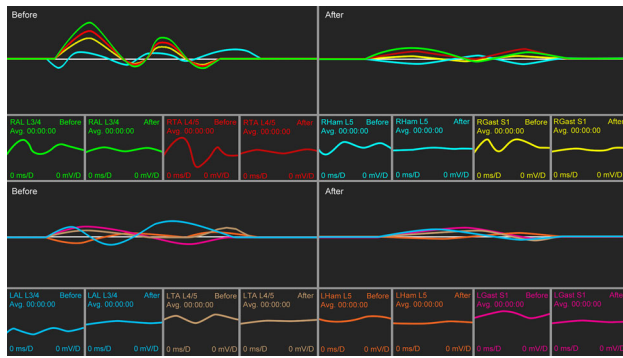 Before
After
RAL L3/4 Before
Avg. 00:00:00
0 ms/D 0 mV/D
RAL L3/4 After
Avg. 00:00:00
0 ms/D 0 mV/D
RTA L4/5 Before
Avg. 00:00:00
0 ms/D 0 mV/D
RTA L4/5 After
Avg. 00:00:00
0 ms/D 0 mV/D
RHam L5 Before
Avg. 00:00:00
0 ms/D 0 mV/D
RHam L5 After
Avg. 00:00:00
0 ms/D 0 mV/D
RGast S1 Before
Avg. 00:00:00
0 ms/D 0 mV/D
RGast S1 After
Avg. 00:00:00
0 ms/D 0 mV/D
Before
After
LAL L3/4 Before
Avg. 00:00:00
0 ms/D 0 mV/D
LAL L3/4 After
Avg. 00:00:00
0 ms/D 0 mV/D
LTA L4/5 Before
Avg. 00:00:00
0 ms/D 0 mV/D
LTA L4/5 After
Avg. 00:00:00
0 ms/D 0 mV/D
LHam L5 Before
Avg. 00:00:00
0 ms/D 0 mV/D
LHam L5 After
Avg. 00:00:00
0 ms/D 0 mV/D
LGast S1 Before
Avg. 00:00:00
0 ms/D 0 mV/D
LGast S1 After
Avg. 00:00:00
0 ms/D 0 mV/D